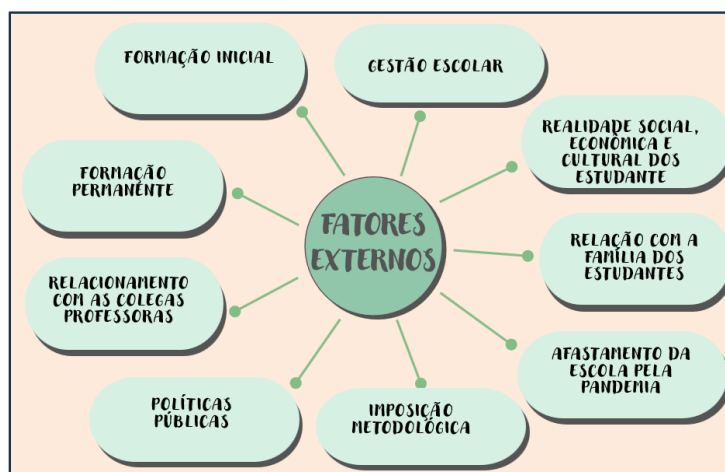 FORMAÇÃO INICIAL
GESTÃO ESCOLAR
REALIDADE SOCIAL,
ECONÔMICA E
CULTURAL DOS
ESTUDANTE
FORMAÇÃO
PERMANENTE
FATORES
EXTERNOS
RELAÇÃO COM A
FAMÍLIA DOS
ESTUDANTES
RELACIONAMENTO
COM AS COLEGAS
PROFESSORAS
AFASTAMENTO DA
ESCOLA PELA
PANDEMIA
POLÍTICAS
PÚBLICAS
IMPOSIÇÃO
METODOLÓGICA